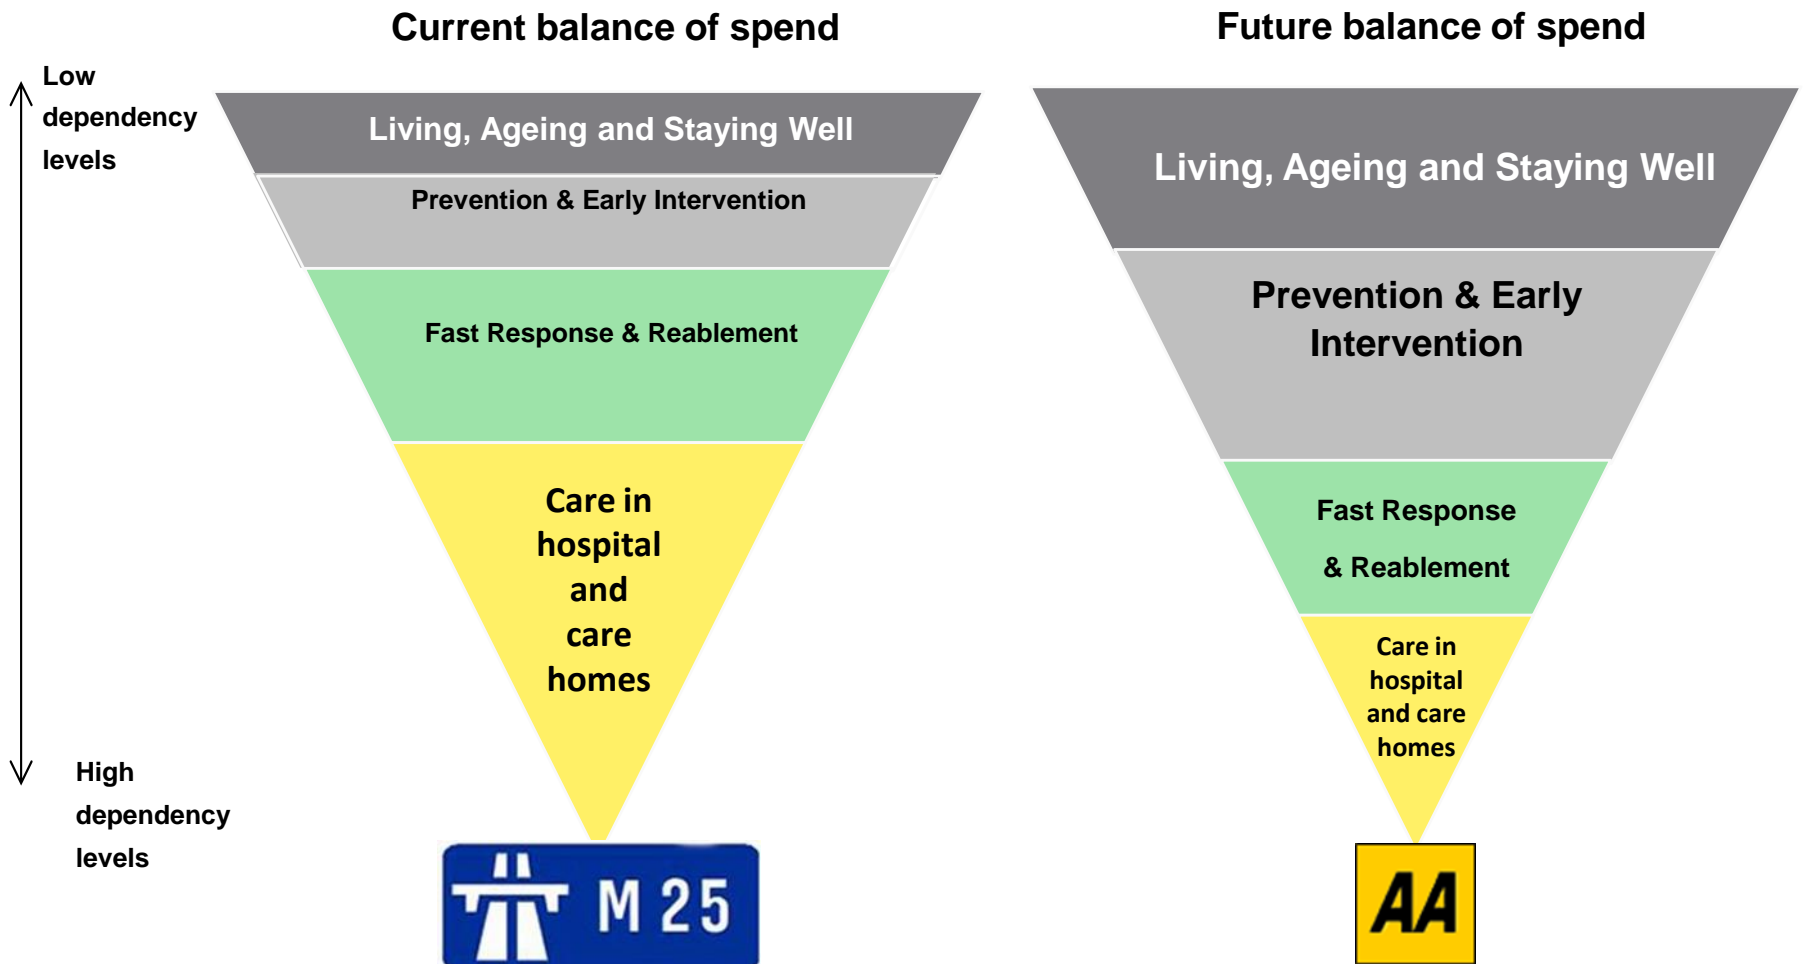 Current balance of spend
Low
dependency
levels
Living, Ageing and Staying Well
Prevention & Early Intervention
Fast Response & Reablement
Care in
hospital
and
care
homes
High
dependency
levels
M 25
Future balance of spend
Living, Ageing and Staying Well
Prevention & Early
Intervention
Fast Response
& Reablement
Care in
hospital
and care
homes
AA